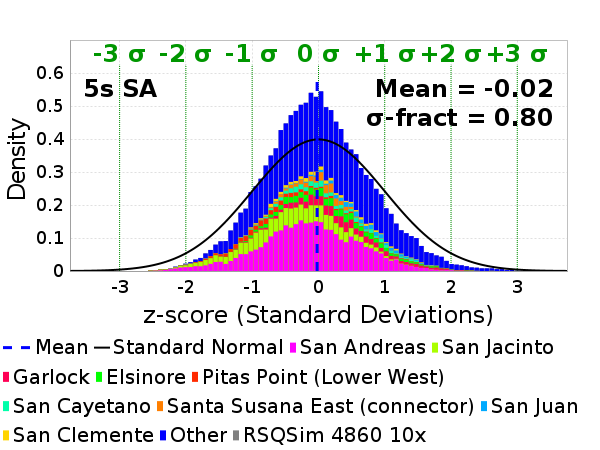 -3 σ -2 σ -1 σ 0 σ +1 σ +2 σ +3 σ
5s SA
Mean = -0.02
σ-fract = 0.80
0.6
0.5
0.4
0.3
0.2
0.1
0
Density
-3 -2 -1 0 1 2 3
z-score (Standard Deviations)
Mean Standard Normal San Andreas San Jacinto
Garlock Elsinore Pitas Point (Lower West)
San Cayetano Santa Susana East (connector) San Juan
San Clemente Other RSQSim 4860 10x